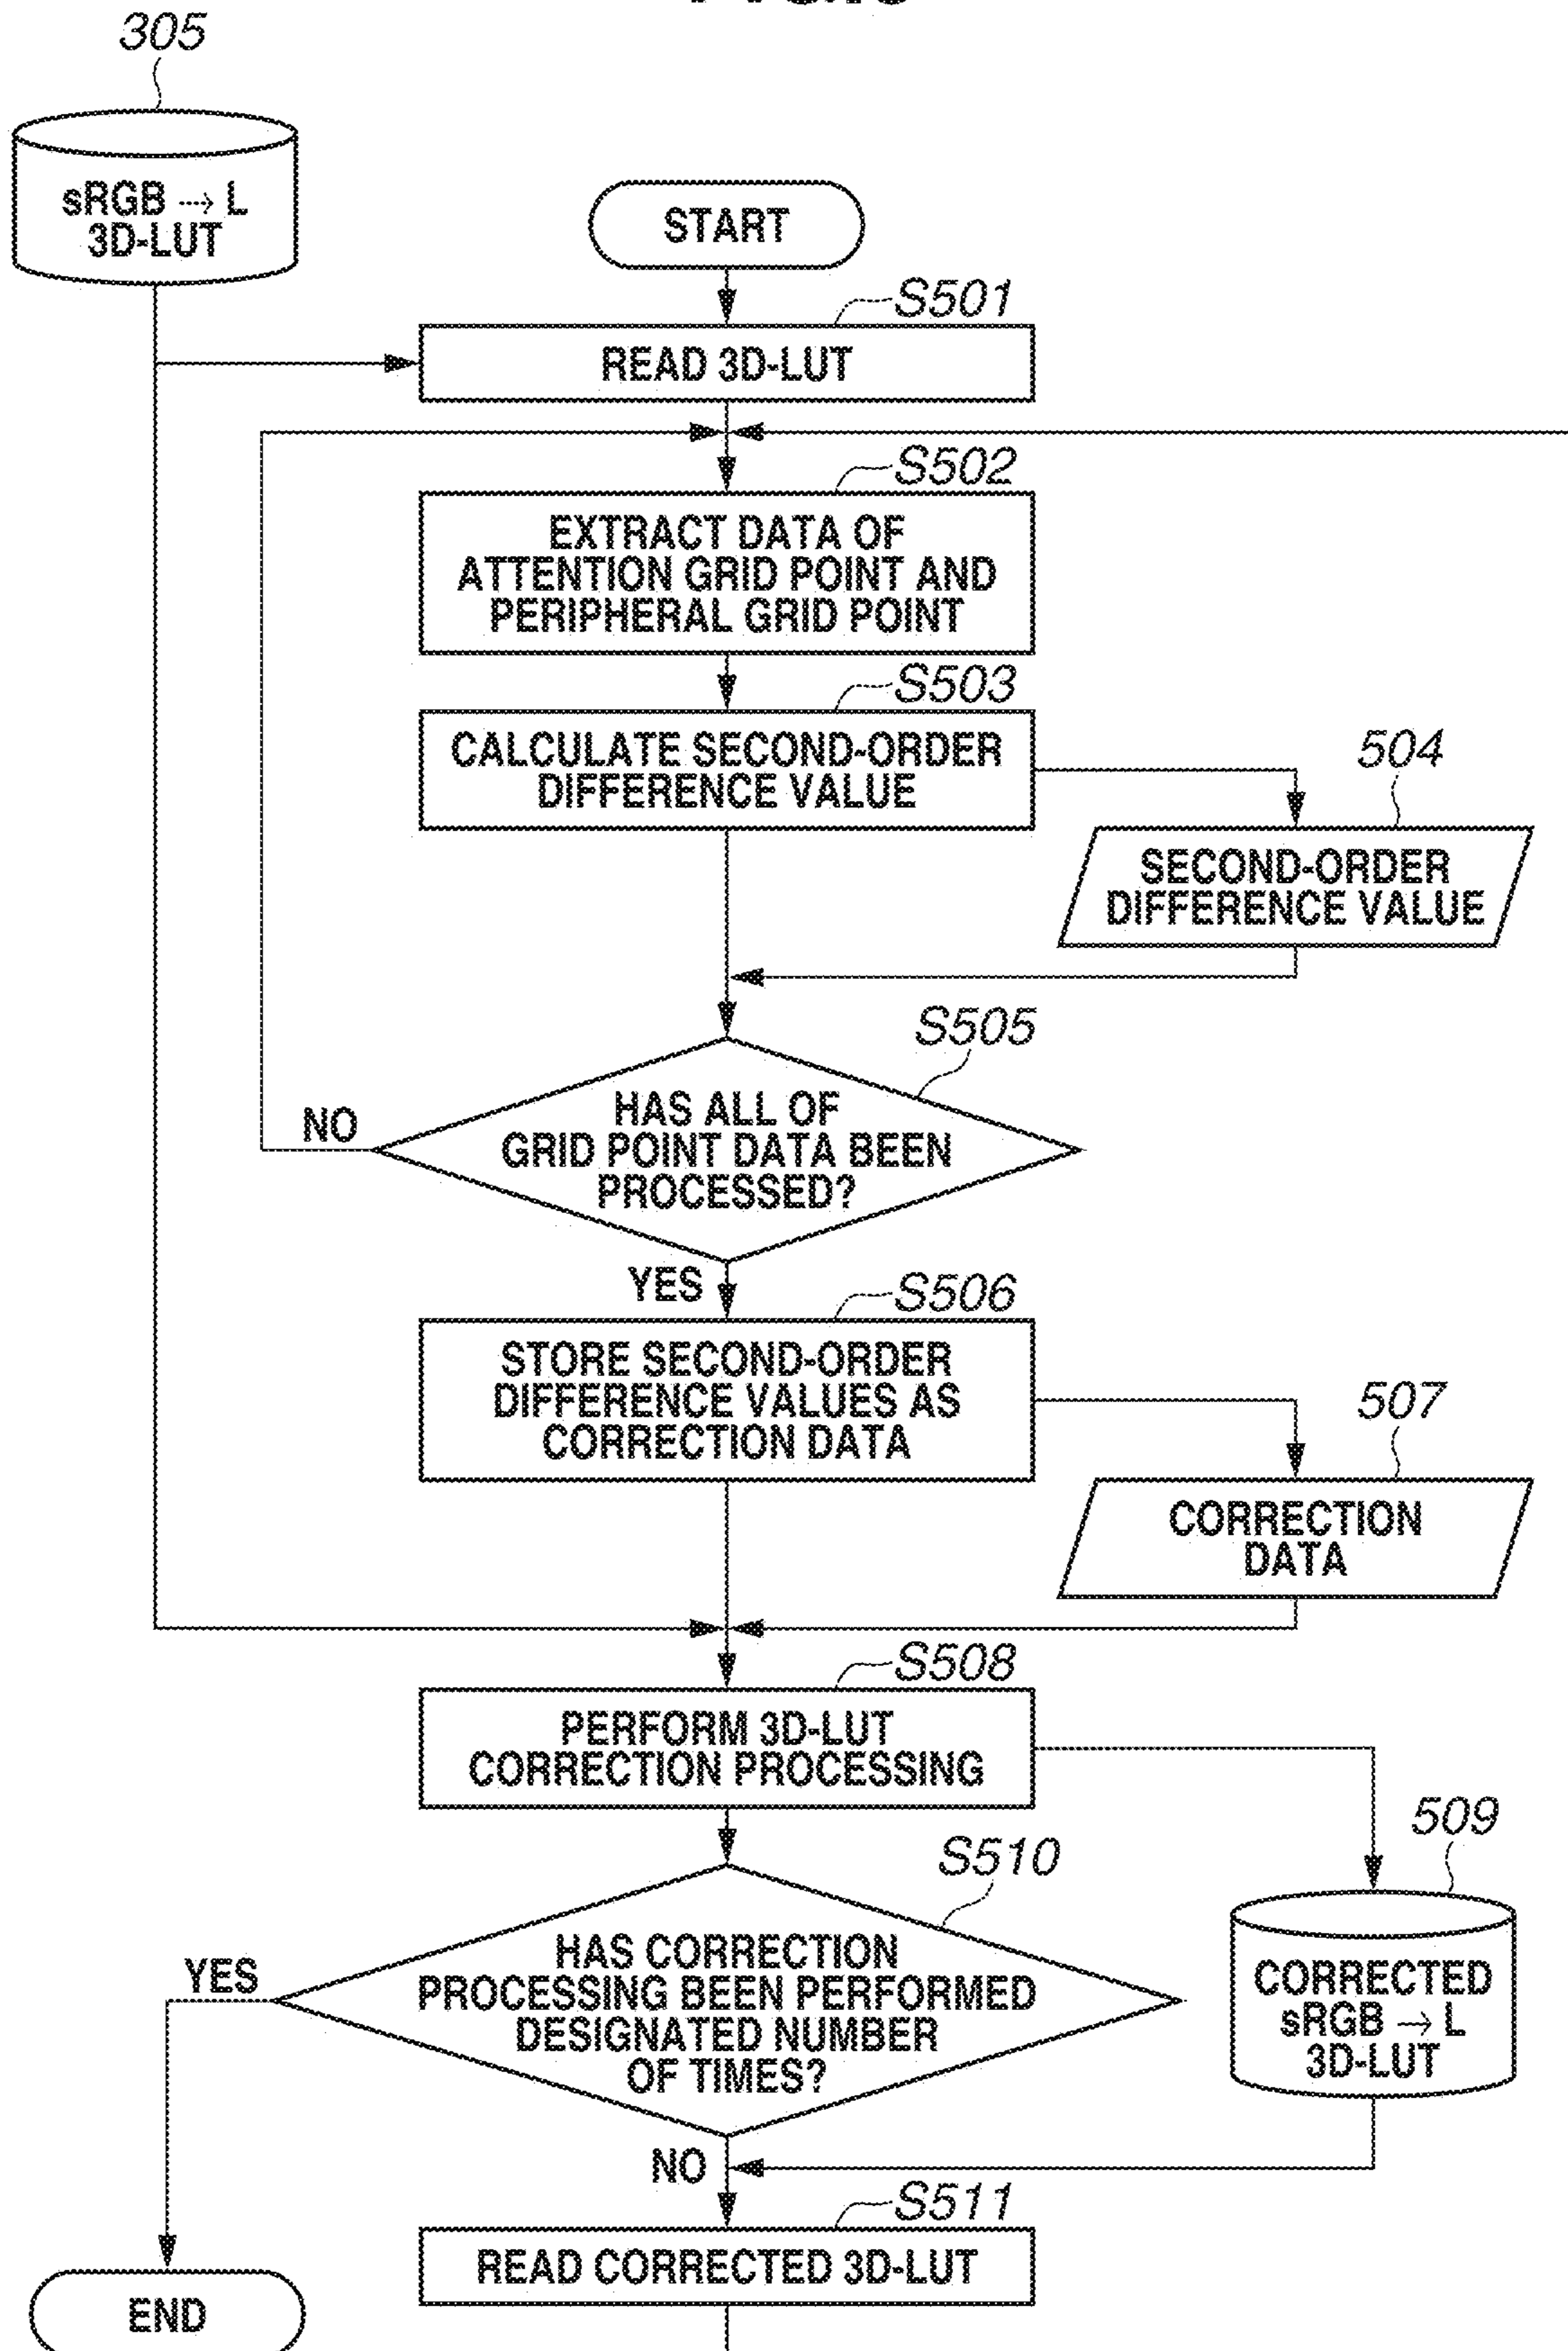 305
sRGB → L
3D-LUT
START
S501
READ 3D-LUT
S502
EXTRACT DATA OF
ATTENTION GRID POINT AND
PERIPHERAL GRID POINT
S503
CALCULATE SECOND-ORDER
DIFFERENCE VALUE
504
SECOND-ORDER
DIFFERENCE VALUE
S505
HAS ALL OF
GRID POINT DATA BEEN
PROCESSED?
NO
YES
S506
STORE SECOND-ORDER
DIFFERENCE VALUES AS
CORRECTION DATA
507
CORRECTION
DATA
S508
PERFORM 3D-LUT
CORRECTION PROCESSING
509
CORRECTED
sRGB → L
3D-LUT
S510
HAS CORRECTION
PROCESSING BEEN PERFORMED
DESIGNATED NUMBER
OF TIMES?
YES
NO
S511
READ CORRECTED 3D-LUT
END